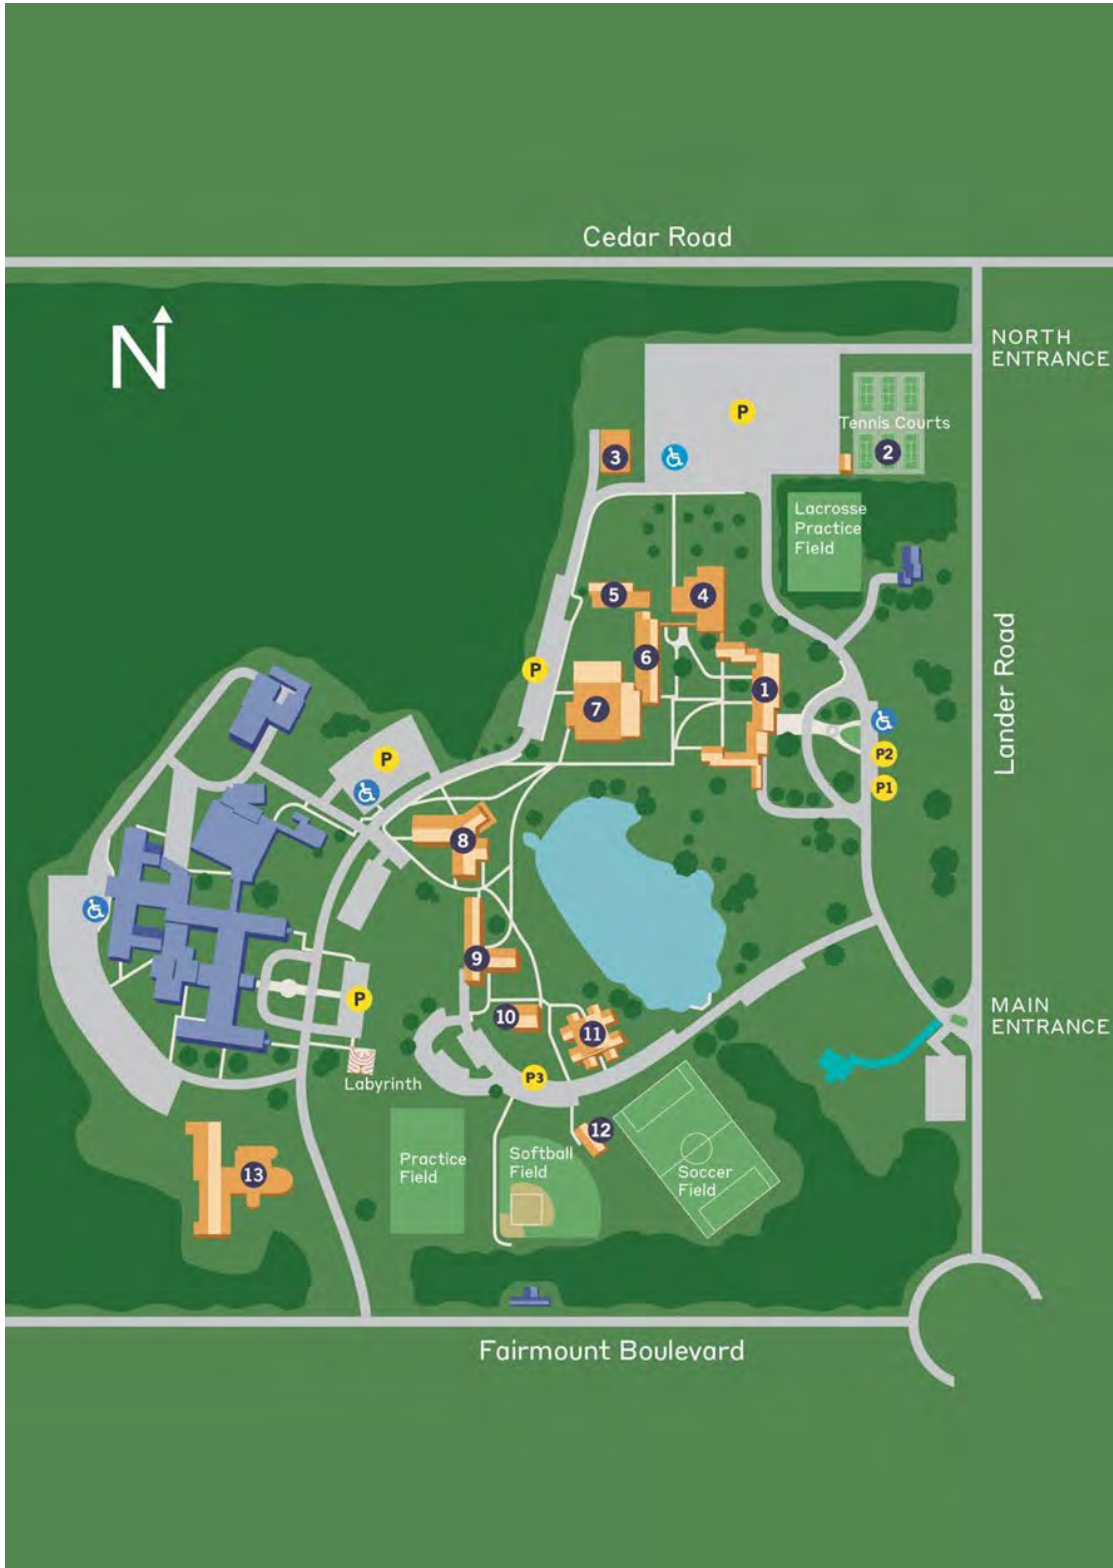 Cedar Road
N
NORTH
ENTRANCE
P
Tennis Courts
2
3
Lacrosse
Practice
Field
5
4
6
1
7
P
Lander Road
P2
P1
P
8
9
P
10
11
MAIN
ENTRANCE
P3
Labyrinth
12
Practice
Field
Softball
Field
Soccer
Field
13
Fairmount Boulevard